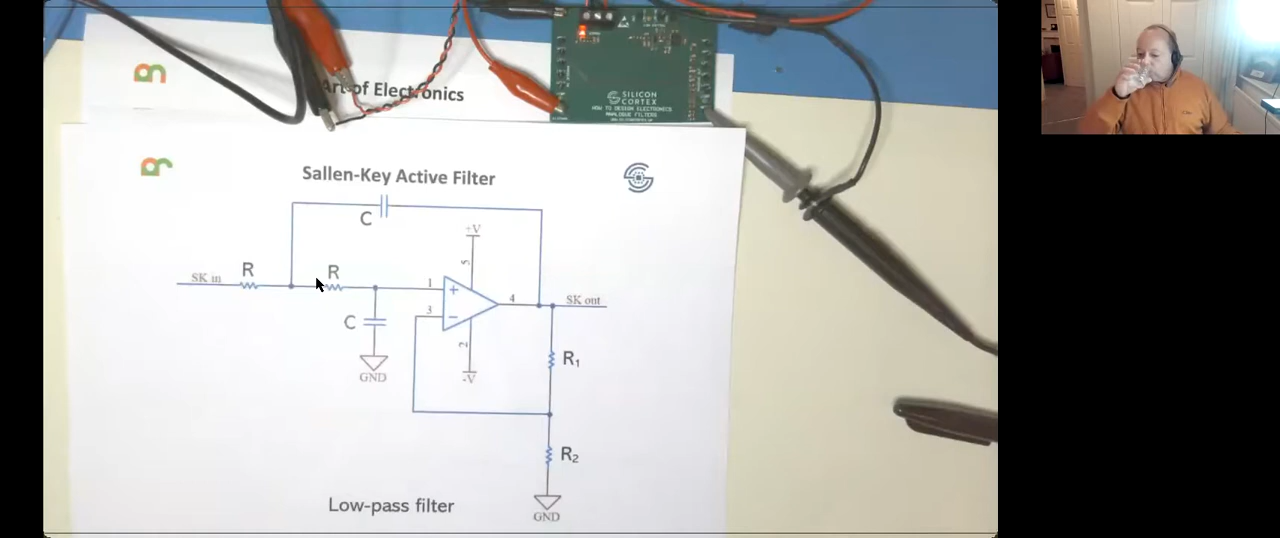 Art of Electronics
SILICON
CORTEX
HOW TO DESIGN ELECTRONICS
ANALOGUE FILTERS
Sallen-Key Active Filter
C
+V
5
SK in
R
R
1
+
4
SK out
3
−
C
2
GND
-V
R₁
R₂
Low-pass filter
GND